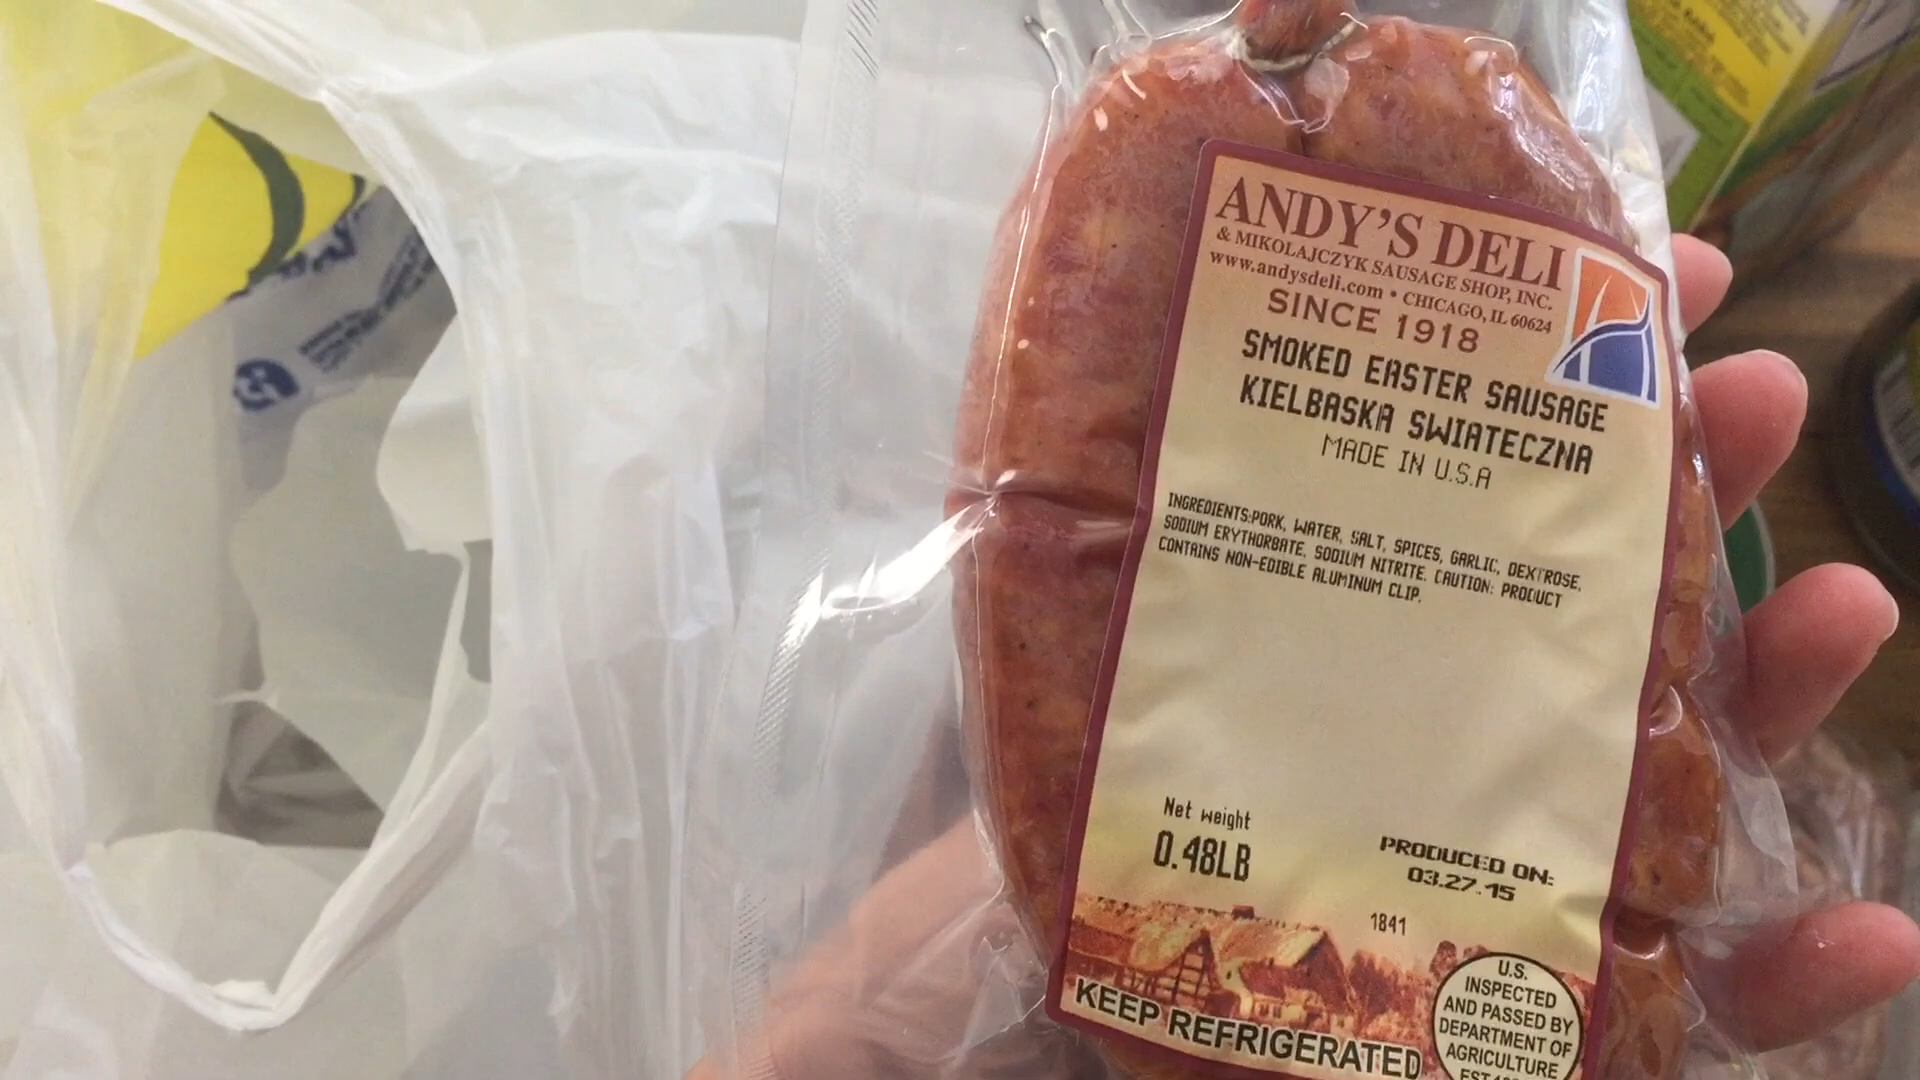 ANDY'S DELI
& MIKOLAJCZYK SAUSAGE SHOP, INC.
www.andysdeli.com • CHICAGO, IL 60624
SINCE 1918
SMOKED EASTER SAUSAGE
KIELBASKA SWIATECZNA
MADE IN U.S.A
INGREDIENTS:PORK, WATER, SALT, SPICES, GARLIC, DEXTROSE,
SODIUM ERYTHORBATE, SODIUM NITRITE. CAUTION: PRODUCT
CONTAINS NON-EDIBLE ALUMINUM CLIP.
Net weight
0.48LB
PRODUCED ON:
03.27.15
1841
KEEP REFRIGERATED
U.S.
INSPECTED
AND PASSED BY
DEPARTMENT OF
AGRICULTURE
EST